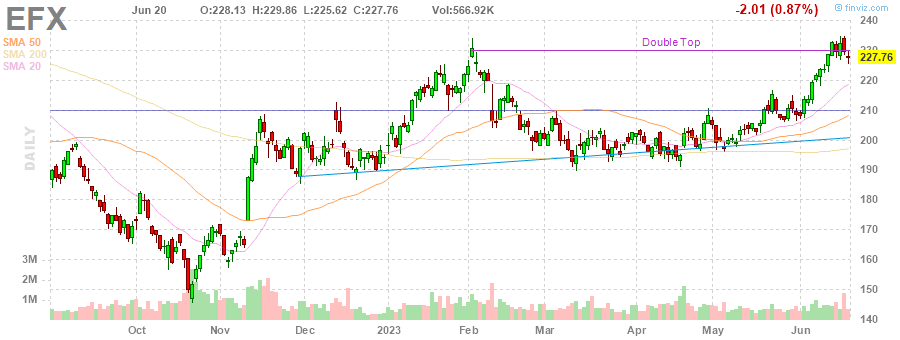 EFX
Jun 20 O:228.13 H:229.86 L:225.62 C:227.76 Vol:566.92K -2.01 (0.87%)
© finviz.com
SMA 50
SMA 200
SMA 20
Double Top
DAILY
240
230
227.76
220
210
200
190
180
170
160
150
140
3M
2M
1M
Oct Nov Dec 2023 Feb Mar Apr May Jun